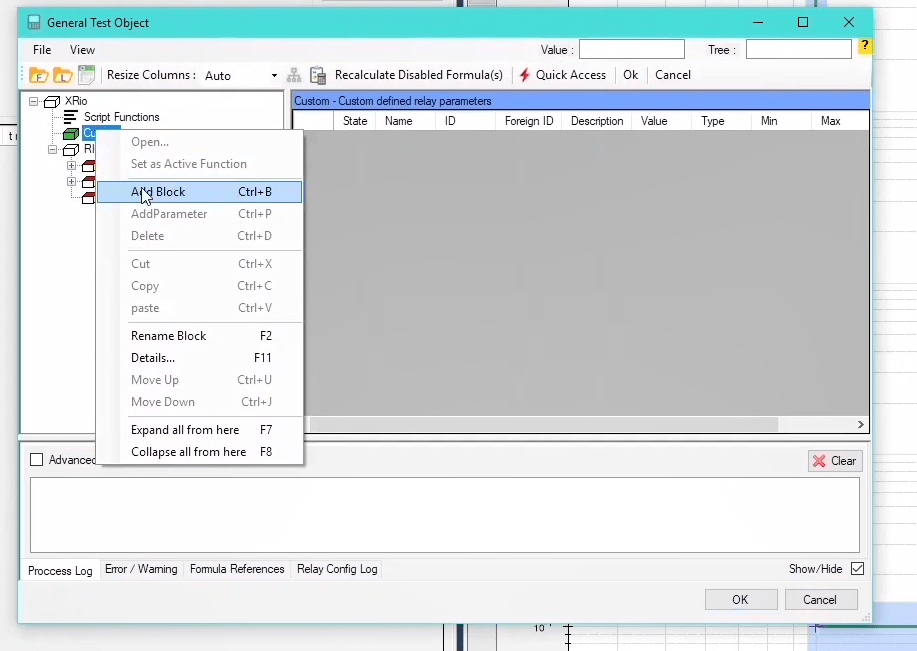 General Test Object
File View Value : Tree : ?
F L Resize Columns : Auto Recalculate Disabled Formula(s) Quick Access Ok Cancel
XRio
Script Functions
Cu
RI
Custom - Custom defined relay parameters
State Name ID Foreign ID Description Value Type Min Max
Open...
Set as Active Function
Add Block Ctrl+B
AddParameter Ctrl+P
Delete Ctrl+D
Cut Ctrl+X
Copy Ctrl+C
paste Ctrl+V
Rename Block F2
Details... F11
Move Up Ctrl+U
Move Down Ctrl+J
Expand all from here F7
Collapse all from here F8
Advanced Clear
Proccess Log Error / Warning Formula References Relay Config Log Show/Hide
OK Cancel